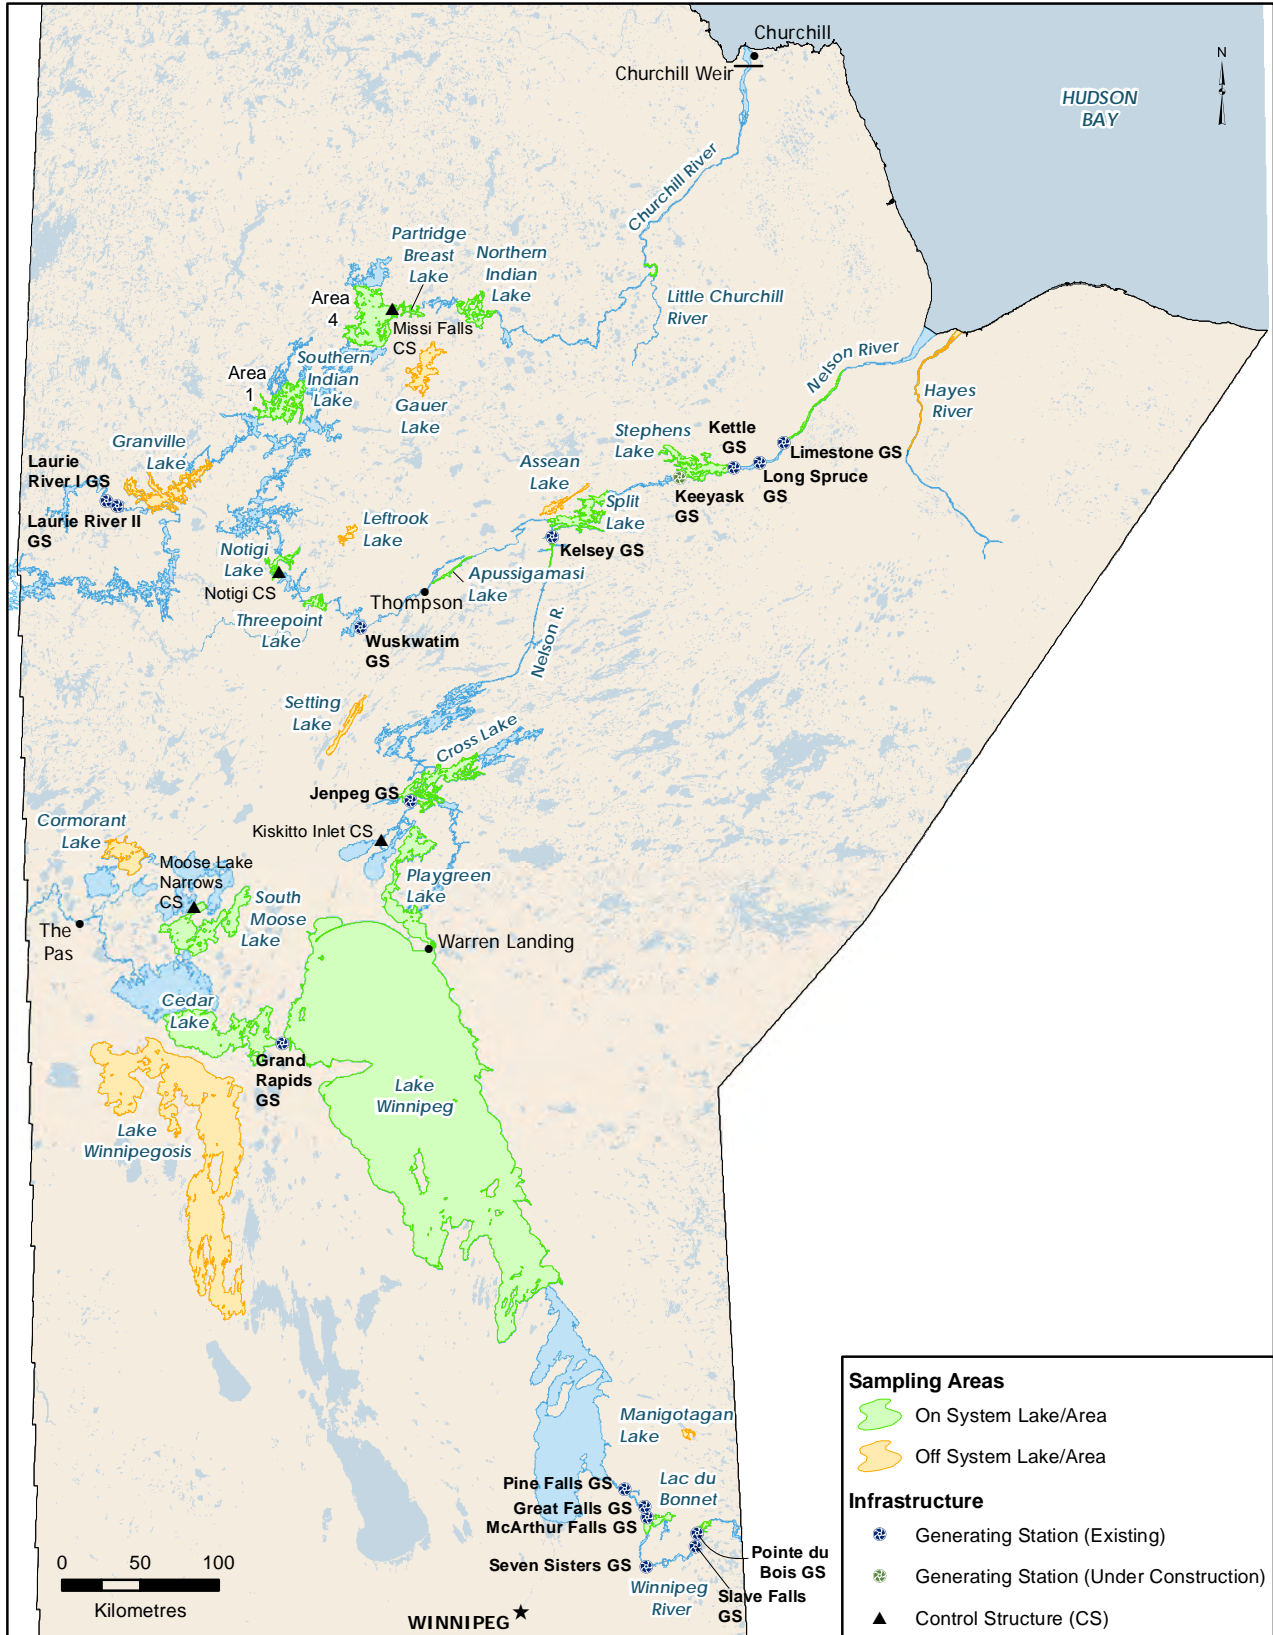 Churchill
Churchill Weir
N
HUDSON
BAY
Churchill River
Partridge
Breast
Lake
Northern
Indian
Lake
Area
4
Missi Falls
CS
Little Churchill
River
Area
1
Southern
Indian
Lake
Gauer
Lake
Nelson River
Hayes
River
Granville
Lake
Laurie
River I GS
Laurie River II
GS
Stephens
Lake
Kettle
GS
Limestone GS
Long Spruce
GS
Keeyask
GS
Assean
Lake
Split
Lake
Kelsey GS
Leftrook
Lake
Notigi
Lake
Notigi CS
Apussigamasi
Lake
Thompson
Threepoint
Lake
Wuskwatim
GS
Nelson R.
Setting
Lake
Cross Lake
Jenpeg GS
Kiskitto Inlet CS
Cormorant
Lake
Moose Lake
Narrows
CS
Playgreen
Lake
South
Moose
Lake
The
Pas
Warren Landing
Cedar
Lake
Grand
Rapids
GS
Lake
Winnipeg
Lake
Winnipegosis
Manigotagan
Lake
Pine Falls GS
Lac du
Bonnet
Great Falls GS
McArthur Falls GS
Seven Sisters GS
Pointe du
Bois GS
Slave Falls
GS
Winnipeg
River
WINNIPEG
0 50 100
Kilometres
Sampling Areas
On System Lake/Area
Off System Lake/Area
Infrastructure
Generating Station (Existing)
Generating Station (Under Construction)
Control Structure (CS)